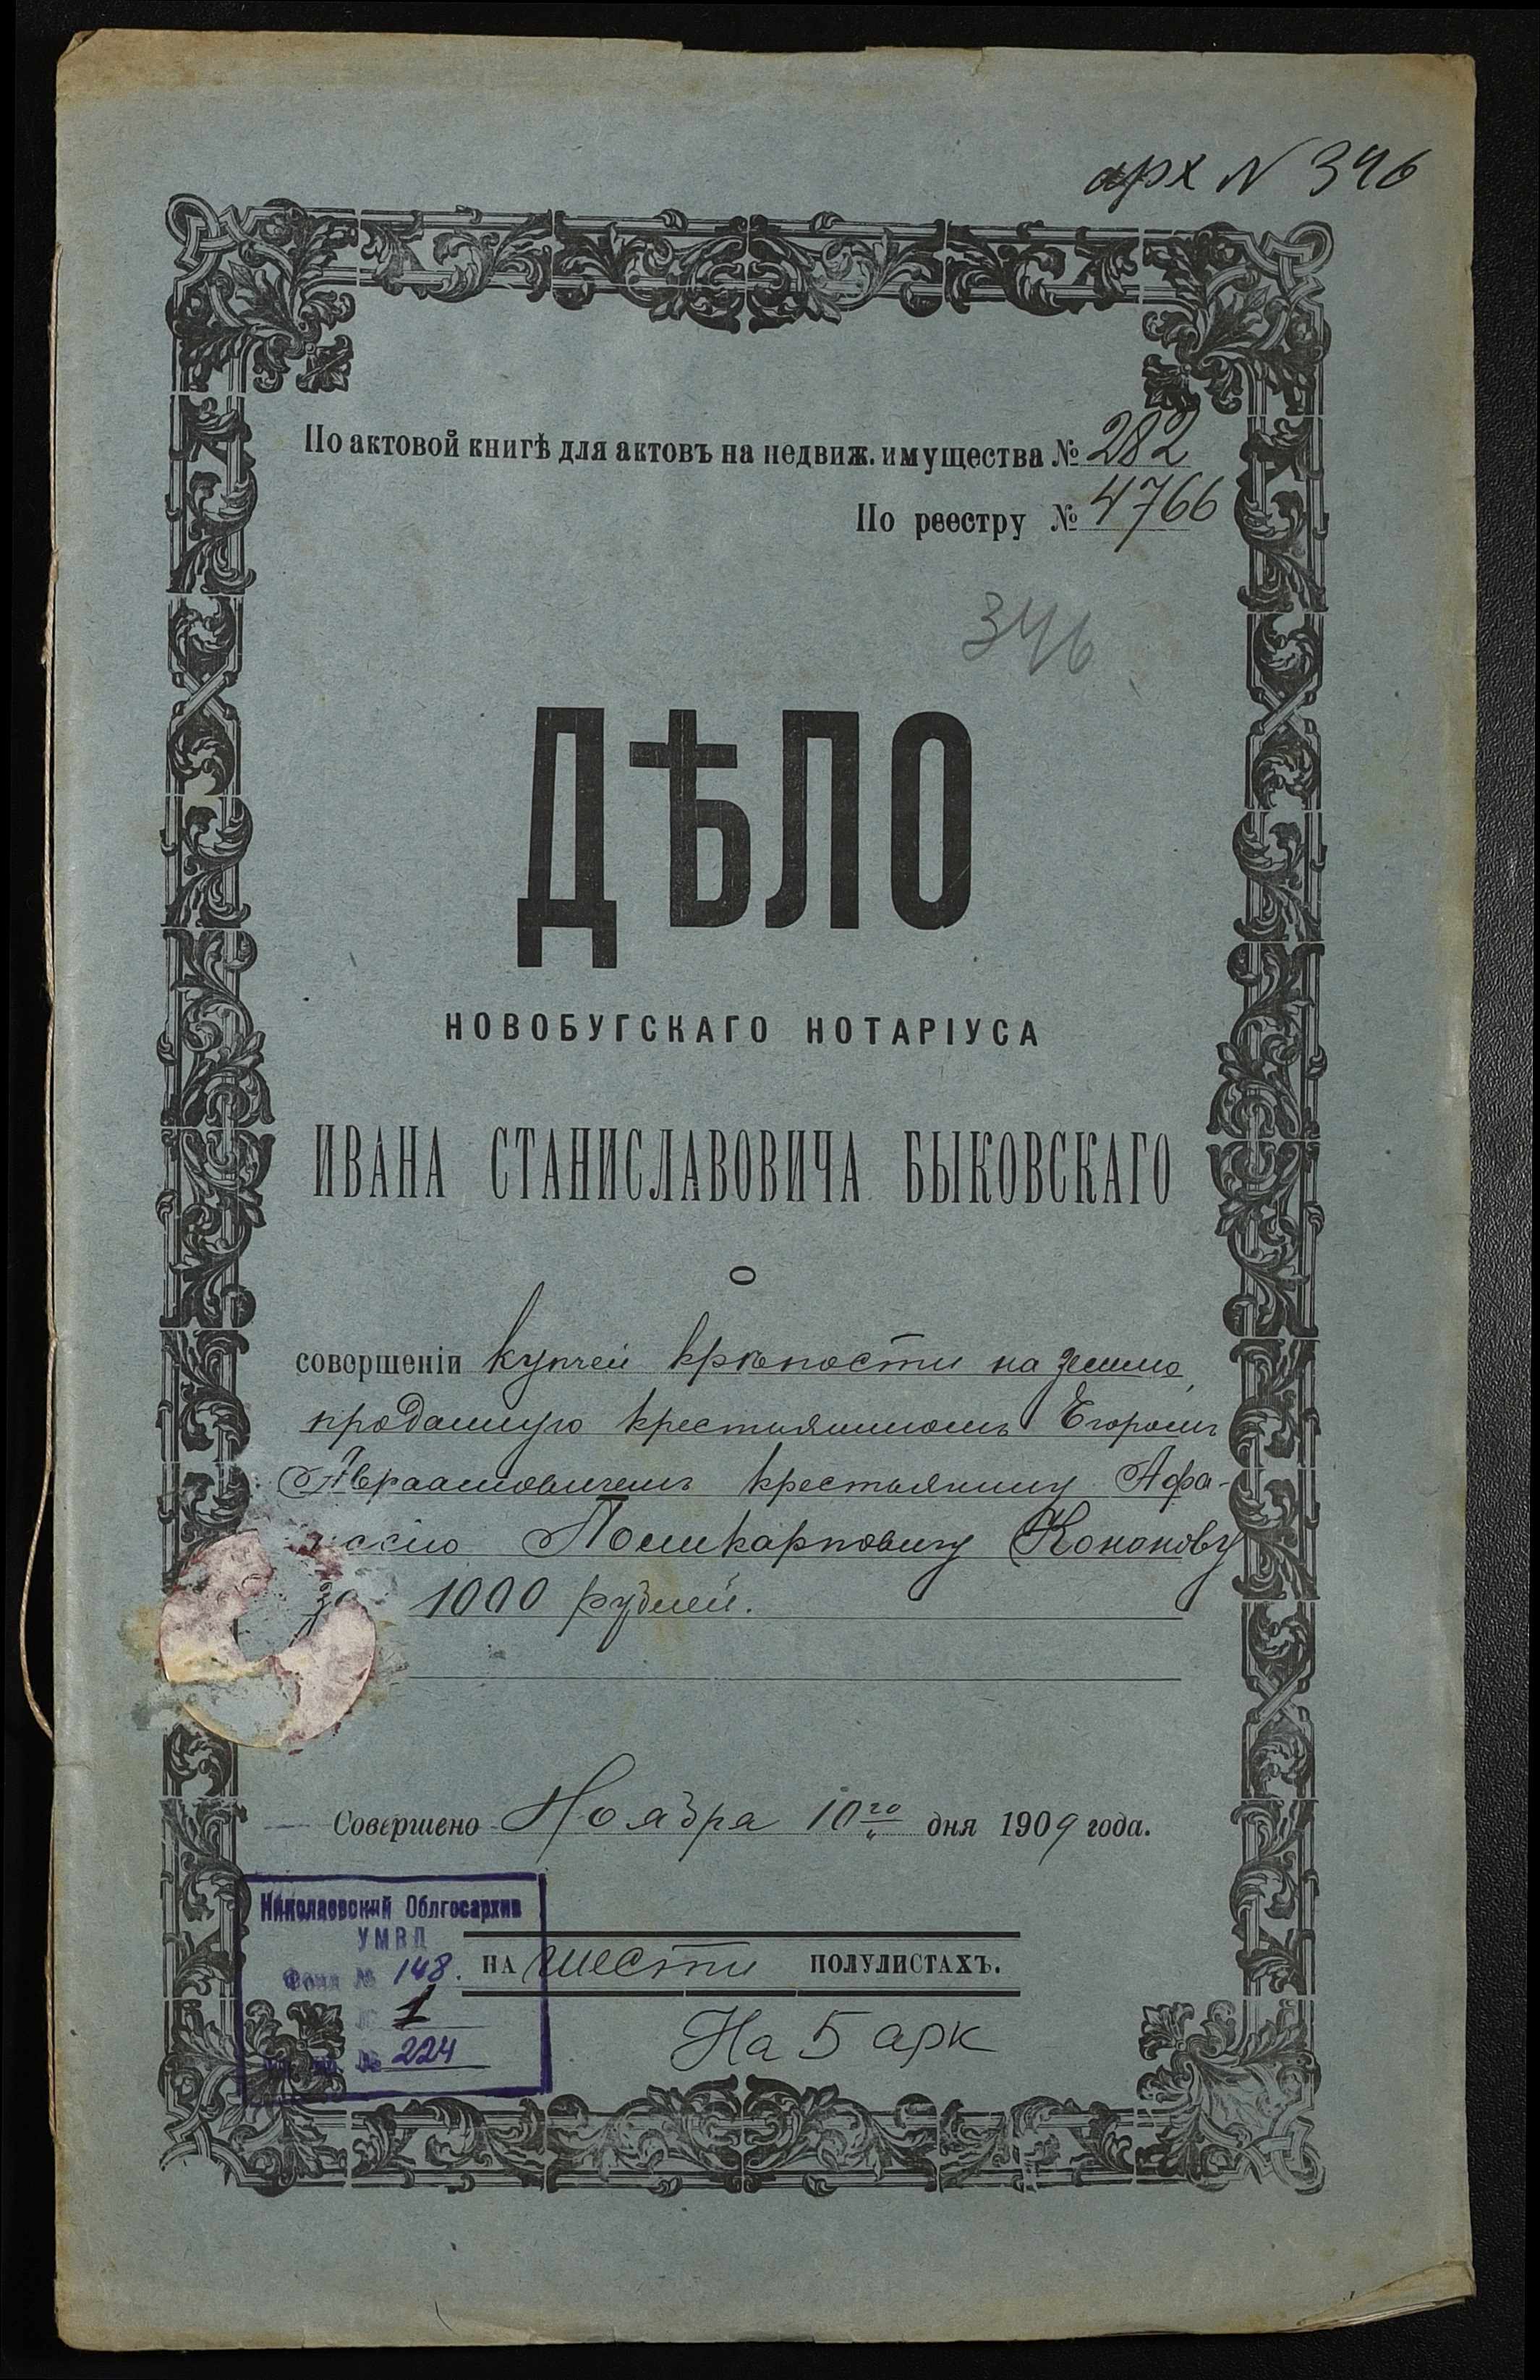 арх N 346
По актовой книгѣ для актовъ на недвиж. имущества № 282
По реестру № 4766
346
ДѢЛО
НОВОБУГСКАГО НОТАРІУСА
ИВАНА СТАНИСЛАВОВИЧА БЫКОВСКАГО
О
совершеніи купчей крѣпости на землю,
проданную крестьяниномъ Егоромъ
Авраамовичемъ крестьянину Афа-
насію Поликарповичу Кононову
за 1000 рублей.
Совершено Ноября 10го дня 1909 года.
Николаевский Облгосархив
УМВД
Фонд № 148.
НА шести ПОЛУЛИСТАХЪ.
1
№ 224
На 5 арк